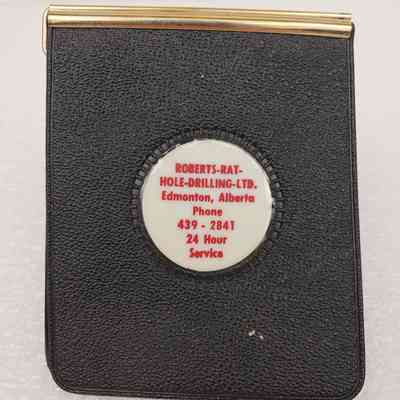 ROBERTS-RAT-
HOLE-DRILLING-LTD.
Edmonton, Alberta
Phone
439 - 2841
24 Hour
Service